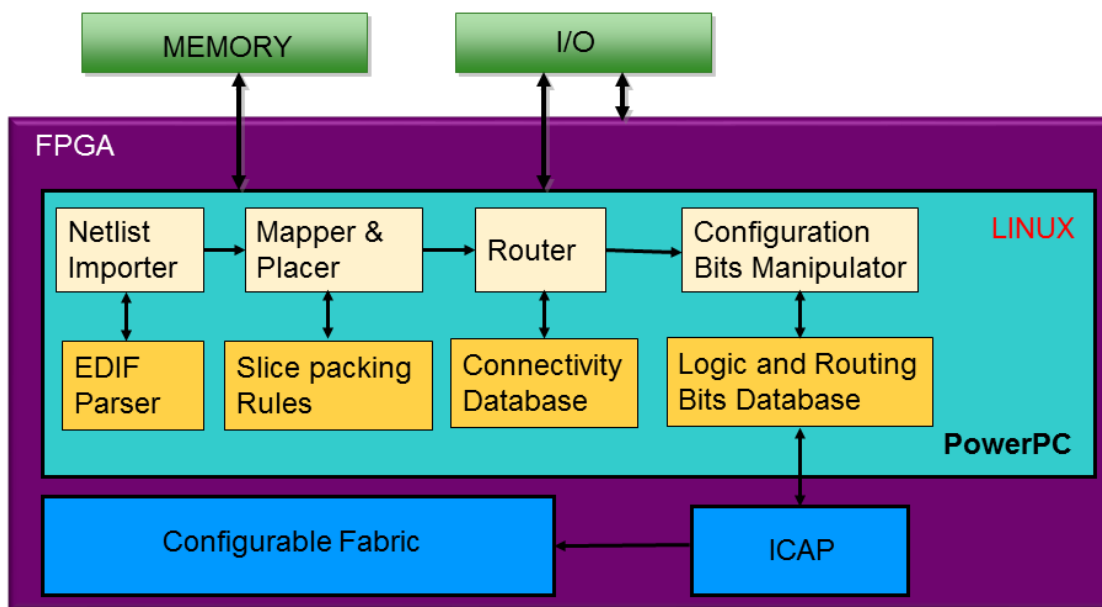 MEMORY
I/O
FPGA
LINUX
Netlist
Importer
Mapper &
Placer
Router
Configuration
Bits Manipulator
EDIF
Parser
Slice packing
Rules
Connectivity
Database
Logic and Routing
Bits Database
PowerPC
Configurable Fabric
ICAP